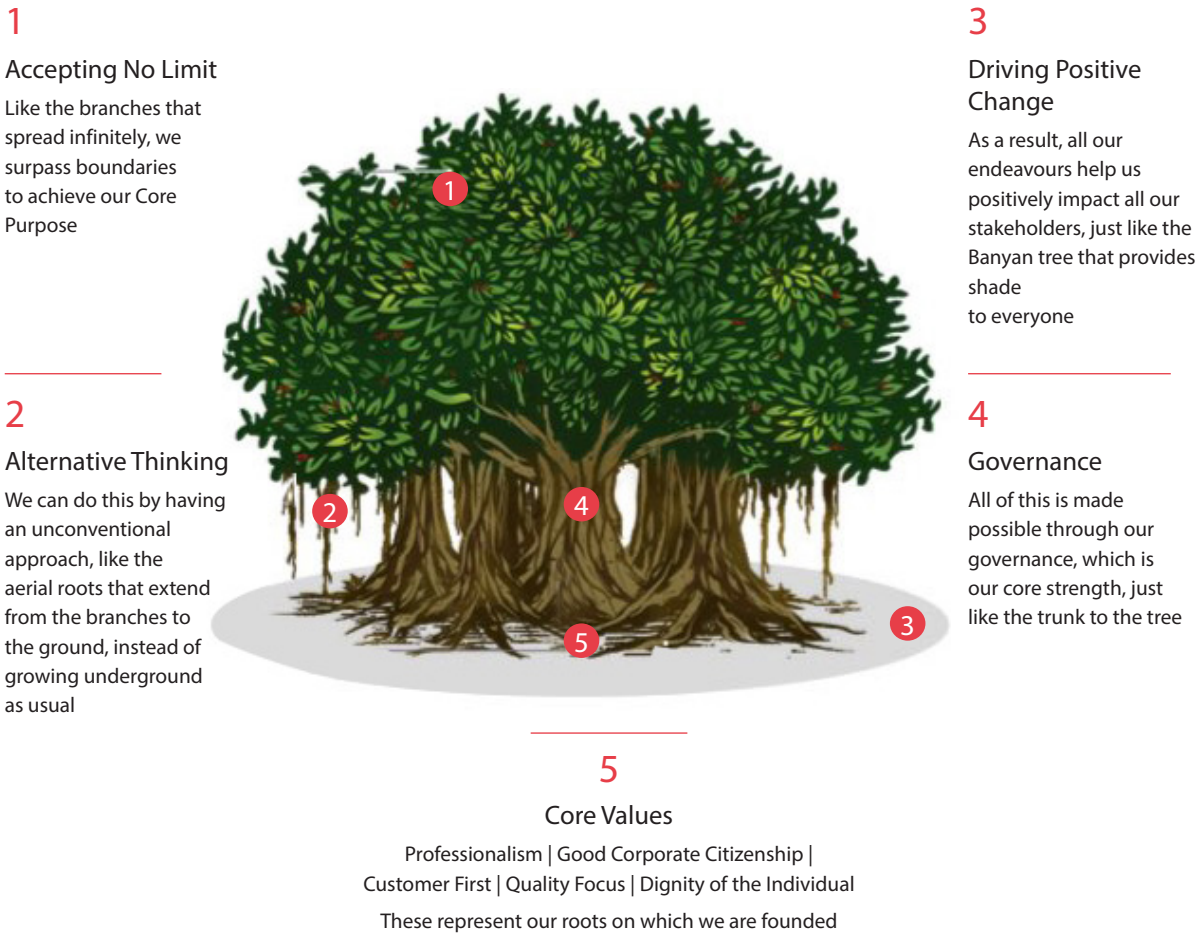 1
Accepting No Limit
Like the branches that
spread infinitely, we
surpass boundaries
to achieve our Core
Purpose
2
Alternative Thinking
We can do this by having
an unconventional
approach, like the
aerial roots that extend
from the branches to
the ground, instead of
growing underground
as usual
3
Driving Positive
Change
As a result, all our
endeavours help us
positively impact all our
stakeholders, just like the
Banyan tree that provides
shade
to everyone
4
Governance
All of this is made
possible through our
governance, which is
our core strength, just
like the trunk to the tree
1
2
4
3
5
5
Core Values
Professionalism | Good Corporate Citizenship |
Customer First | Quality Focus | Dignity of the Individual
These represent our roots on which we are founded